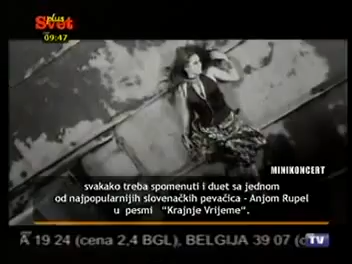 plus
Svet
09:47
MINIKONCERT
svakako treba spomenuti i duet sa jednom
od najpopularnijih slovenačkih pevačica - Anjom Rupel
u pesmi "Krajnje Vrijeme".
A 19 24 (cena 2,4 BGL), BELGIJA 39 07 (d
TV